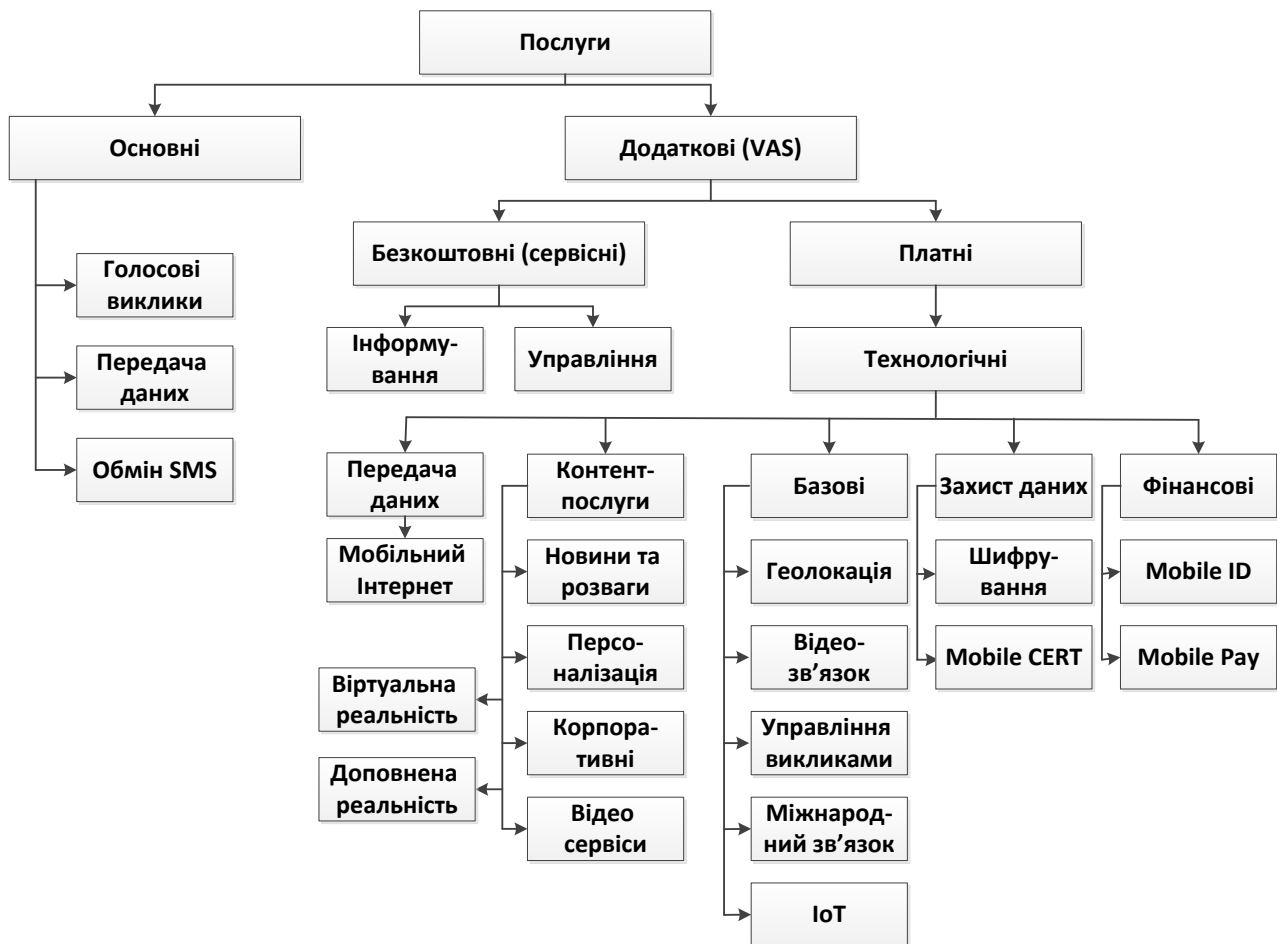 Послуги
Основні
Додаткові (VAS)
Безкоштовні (сервісні)
Платні
Голосові
виклики
Інформу-
вання
Управління
Технологічні
Передача
даних
Обмін SMS
Передача
даних
Контент-
послуги
Базові
Захист даних
Фінансові
Мобільний
Інтернет
Новини та
розваги
Геолокація
Шифру-
вання
Mobile ID
Персо-
налізація
Відео-
зв’язок
Mobile CERT
Mobile Pay
Віртуальна
реальність
Корпора-
тивні
Управління
викликами
Доповнена
реальність
Відео
сервіси
Міжнарод-
ний зв’язок
IoT